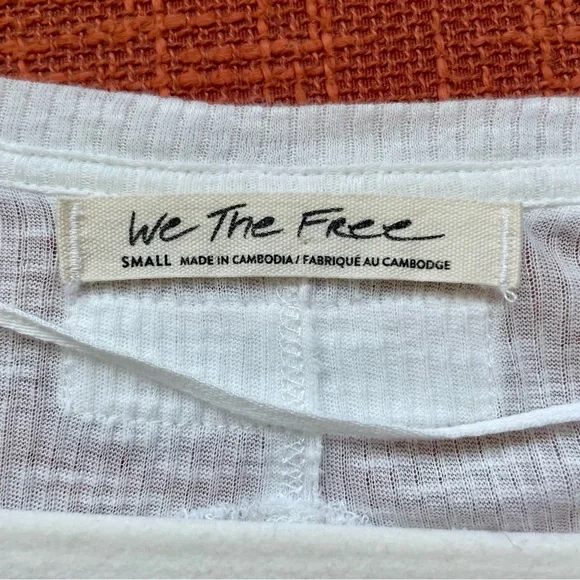 We The Free
SMALL MADE IN CAMBODIA / FABRIQUÉ AU CAMBODGE